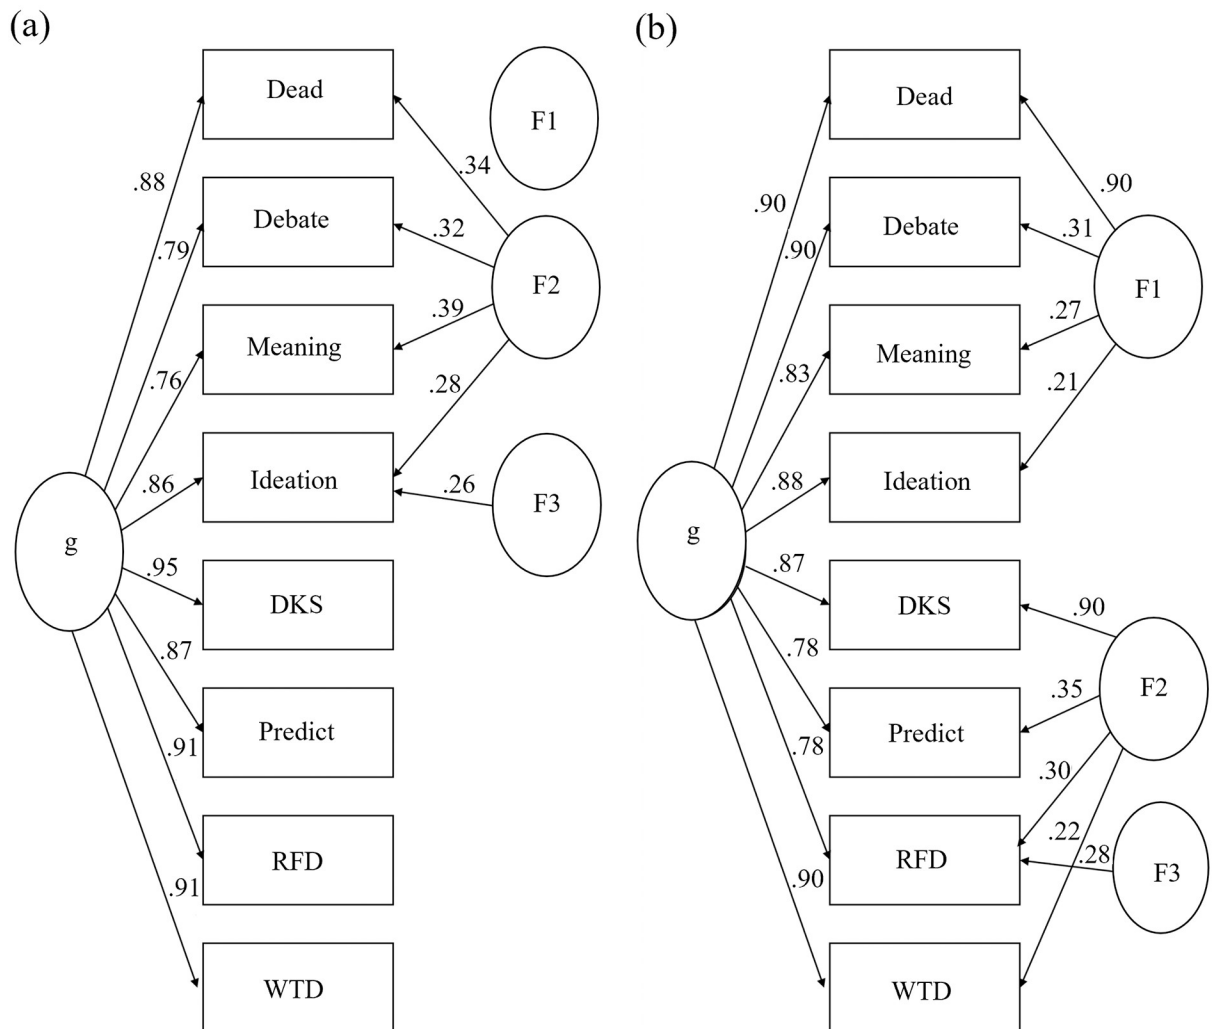 (a)
Dead
F1
.88
.34
Debate
.79
.32
F2
Meaning
.76
.39
.28
Ideation
.86
.26
F3
g
.95
DKS
.87
Predict
.91
RFD
.91
WTD
(b)
Dead
.90
.90
Debate
.90
.31
F1
Meaning
.83
.27
.21
Ideation
.88
g
.87
DKS
.90
.78
F2
Predict
.35
.78
.30
RFD
.22
.28
F3
.90
WTD